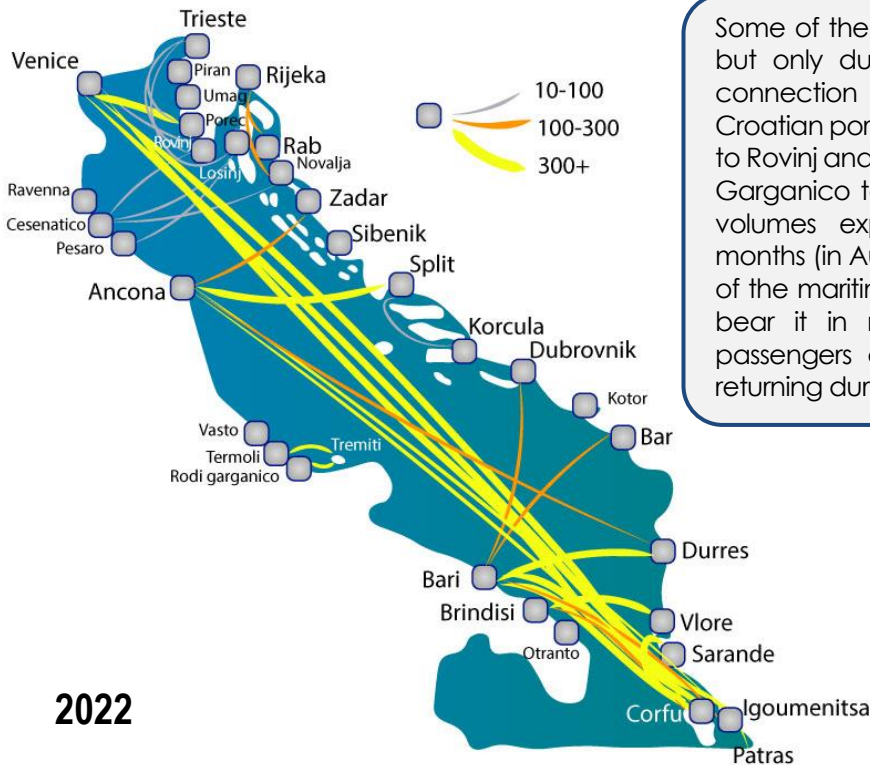 Trieste
Venice
Piran
Rijeka
Umag
Porec
Rovinj
Rab
Losinj
Novalja
Ravenna
Zadar
Cesenatico
Pesaro
Sibenik
Ancona
Split
Korcula
Dubrovnik
Kotor
Vasto
Bar
Termoli
Tremiti
Rodi garganico
Durres
Bari
Brindisi
Vlore
Otranto
Sarande
Corfu
Igoumenitsa
Patras
2022
10-100
100-300
300+
Some of the
but only du
connection
Croatian por
to Rovinj and
Garganico t
volumes exp
months (in Au
of the maritin
bear it in
passengers
returning dur